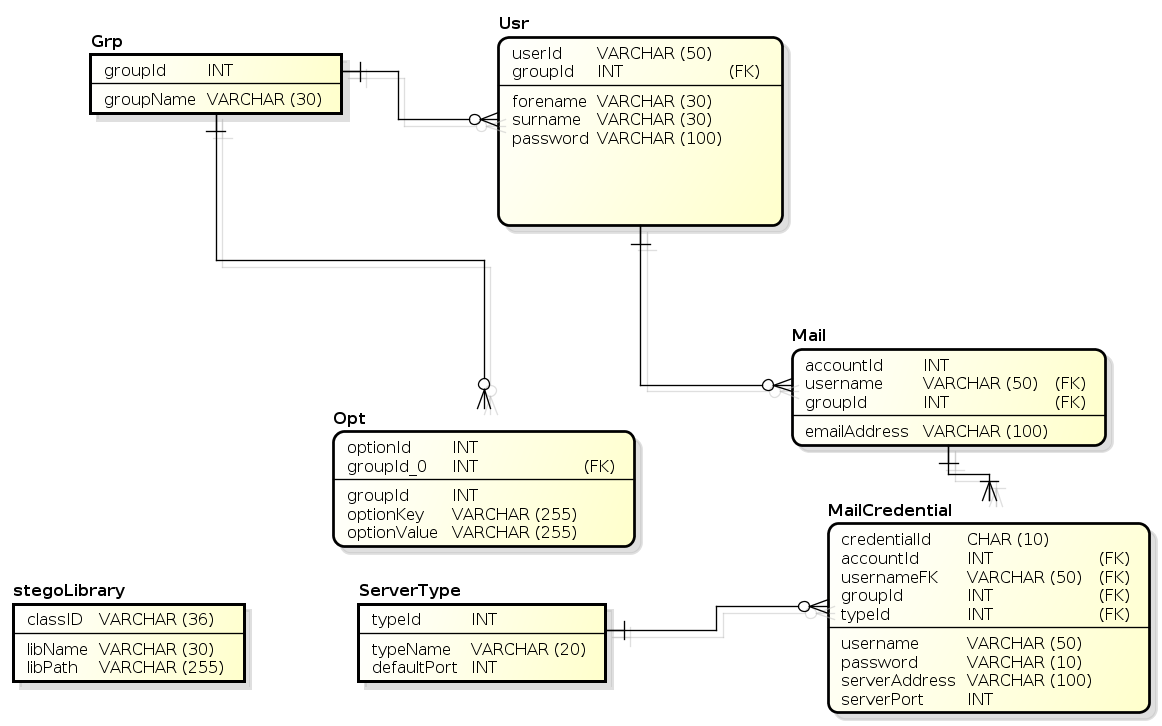 Grp
groupId INT
groupName VARCHAR (30)
Usr
userId VARCHAR (50)
groupId INT (FK)
forename VARCHAR (30)
surname VARCHAR (30)
password VARCHAR (100)
Mail
accountId INT
username VARCHAR (50) (FK)
groupId INT (FK)
emailAddress VARCHAR (100)
Opt
optionId INT
groupId_0 INT (FK)
groupId INT
optionKey VARCHAR (255)
optionValue VARCHAR (255)
MailCredential
credentialId CHAR (10)
accountId INT (FK)
usernameFK VARCHAR (50) (FK)
groupId INT (FK)
typeId INT (FK)
username VARCHAR (50)
password VARCHAR (10)
serverAddress VARCHAR (100)
serverPort INT
stegoLibrary
classID VARCHAR (36)
libName VARCHAR (30)
libPath VARCHAR (255)
ServerType
typeId INT
typeName VARCHAR (20)
defaultPort INT